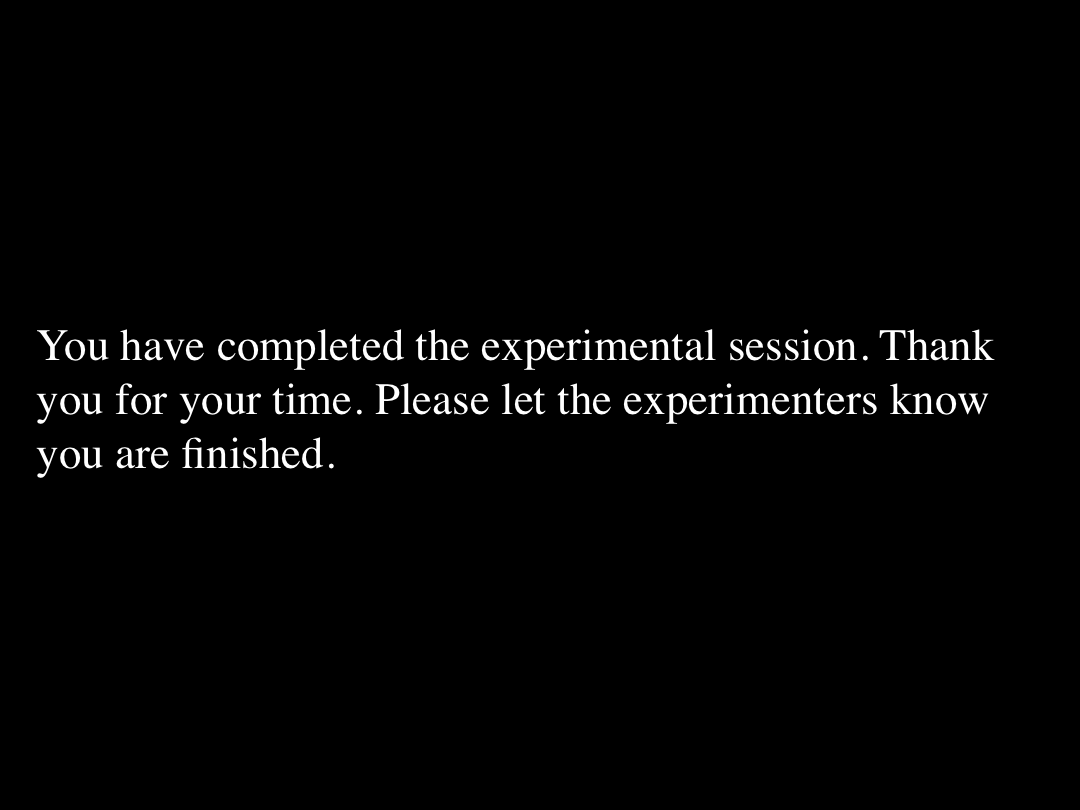 You have completed the experimental session. Thank
you for your time. Please let the experimenters know
you are finished.